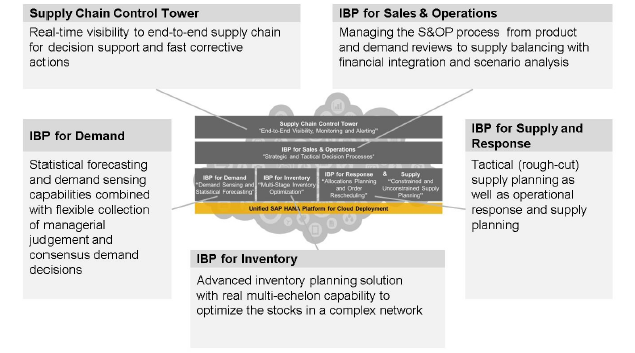 Supply Chain Control Tower
Real-time visibility to end-to-end supply chain
for decision support and fast corrective
actions
IBP for Sales & Operations
Managing the S&OP process from product
and demand reviews to supply balancing with
financial integration and scenario analysis
IBP for Demand
Statistical forecasting
and demand sensing
capabilities combined
with flexible collection
of managerial
judgement and
consensus demand
decisions
Supply Chain Control Tower
"End-to-End Visibility, Monitoring and Alerting"
IBP for Sales & Operations
"Strategic and Tactical Decision Processes'
IBP for Demand
"Demand Sensing and
Statistical Forecasting"
IBP for Inventory
"Multi-Stage Inventory
Optimization"
IBP for Response & Supply
"Allocations Planning
and Order
Rescheduling"
"Constrained and
Unconstrained Supply
Planning"
Unified SAP HANA Platform for Cloud Deployment
IBP for Supply and
Response
Tactical (rough-cut)
supply planning as
well as operational
response and supply
planning
IBP for Inventory
Advanced inventory planning solution
with real multi-echelon capability to
optimize the stocks in a complex network